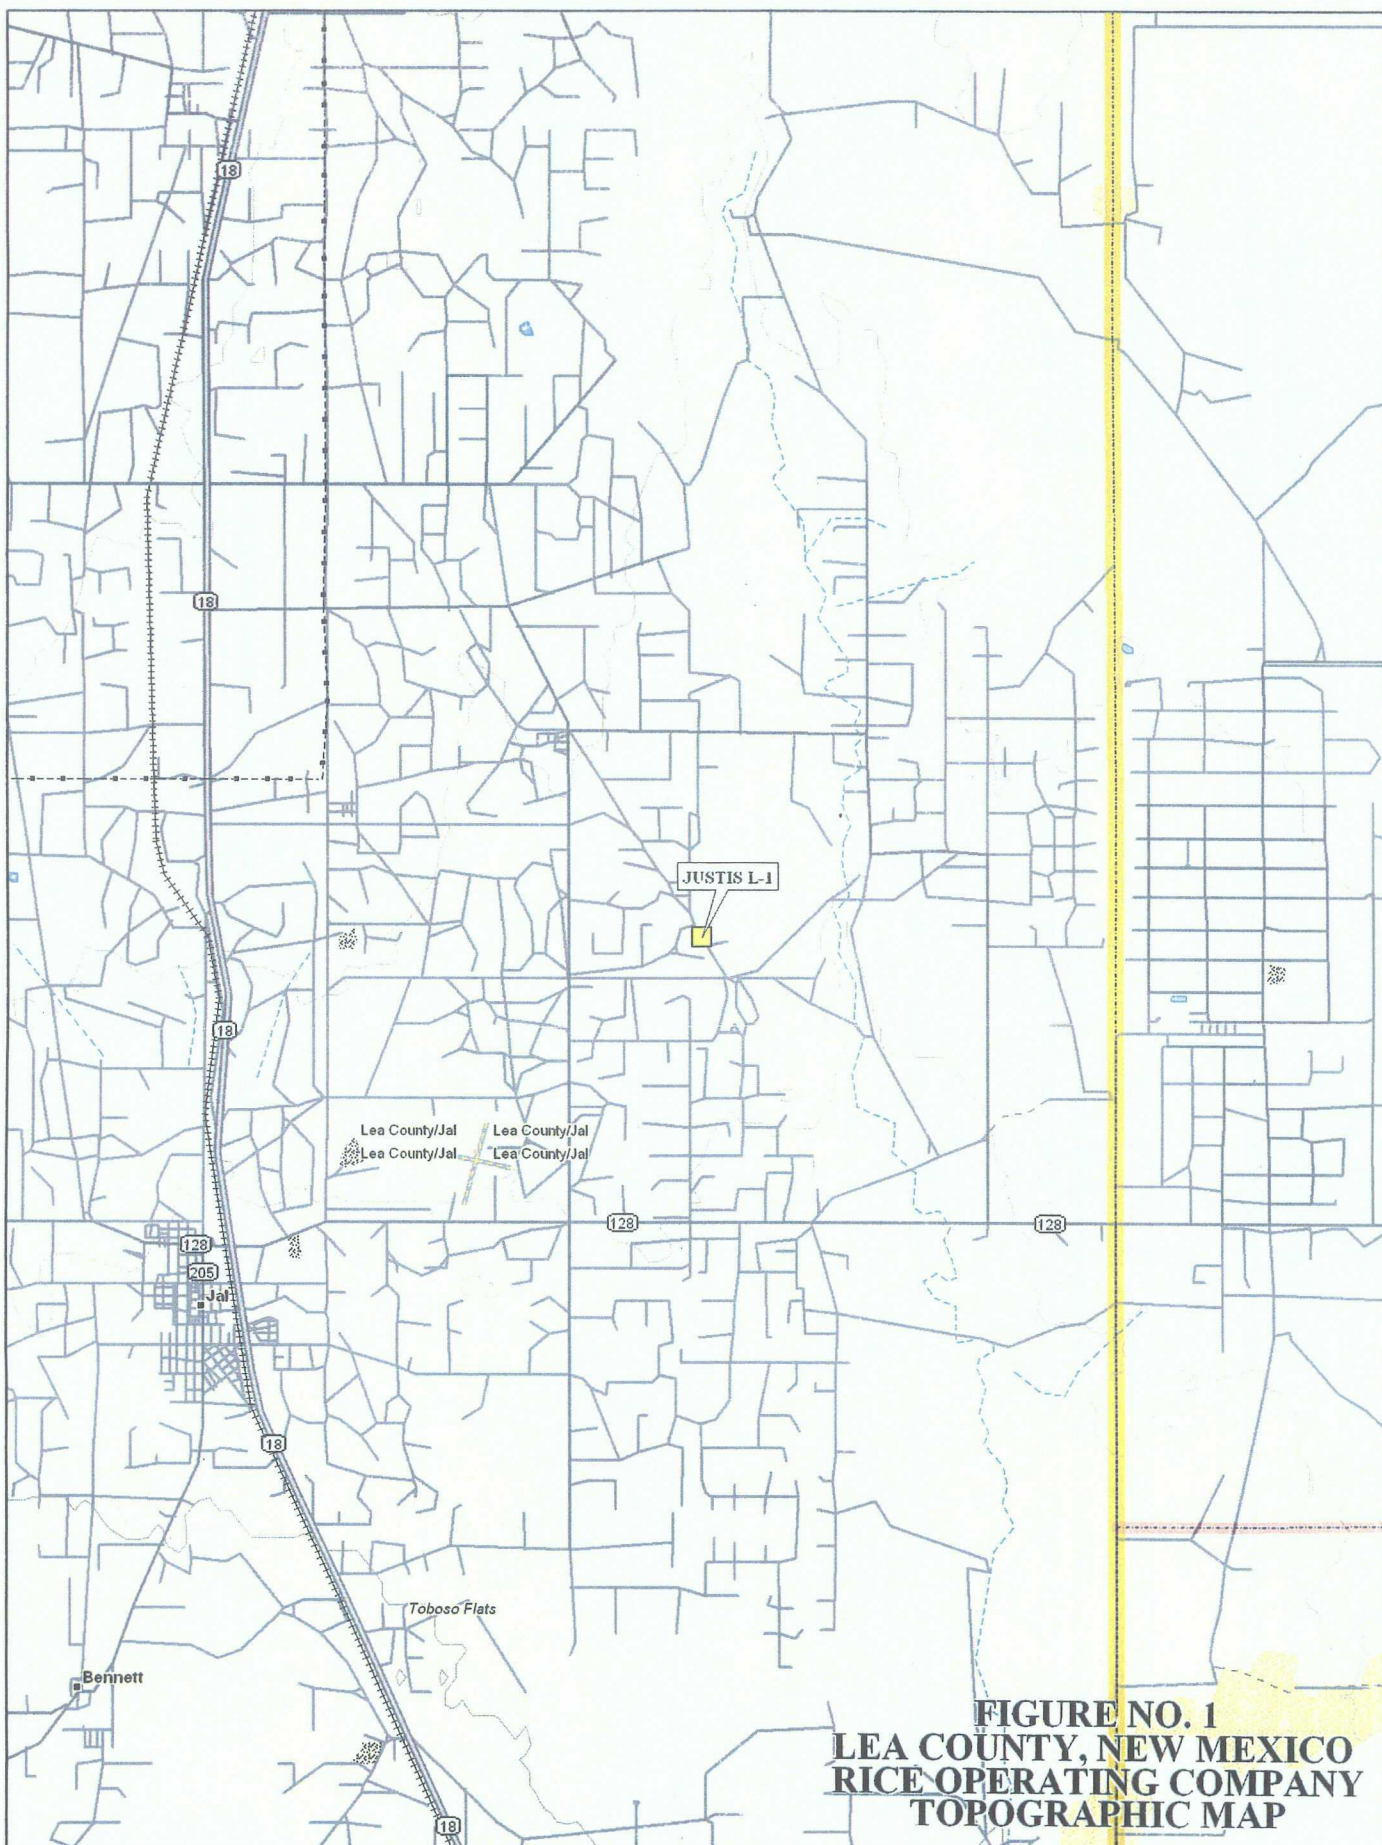 18
18
JUSTIS L-1
18
Lea County/Jal
Lea County/Jal
Lea County/Jal
Lea County/Jal
128
128
128
205
Jal
18
Toboso Flats
Bennett
18
FIGURE NO. 1
LEA COUNTY, NEW MEXICO
RICE OPERATING COMPANY
TOPOGRAPHIC MAP